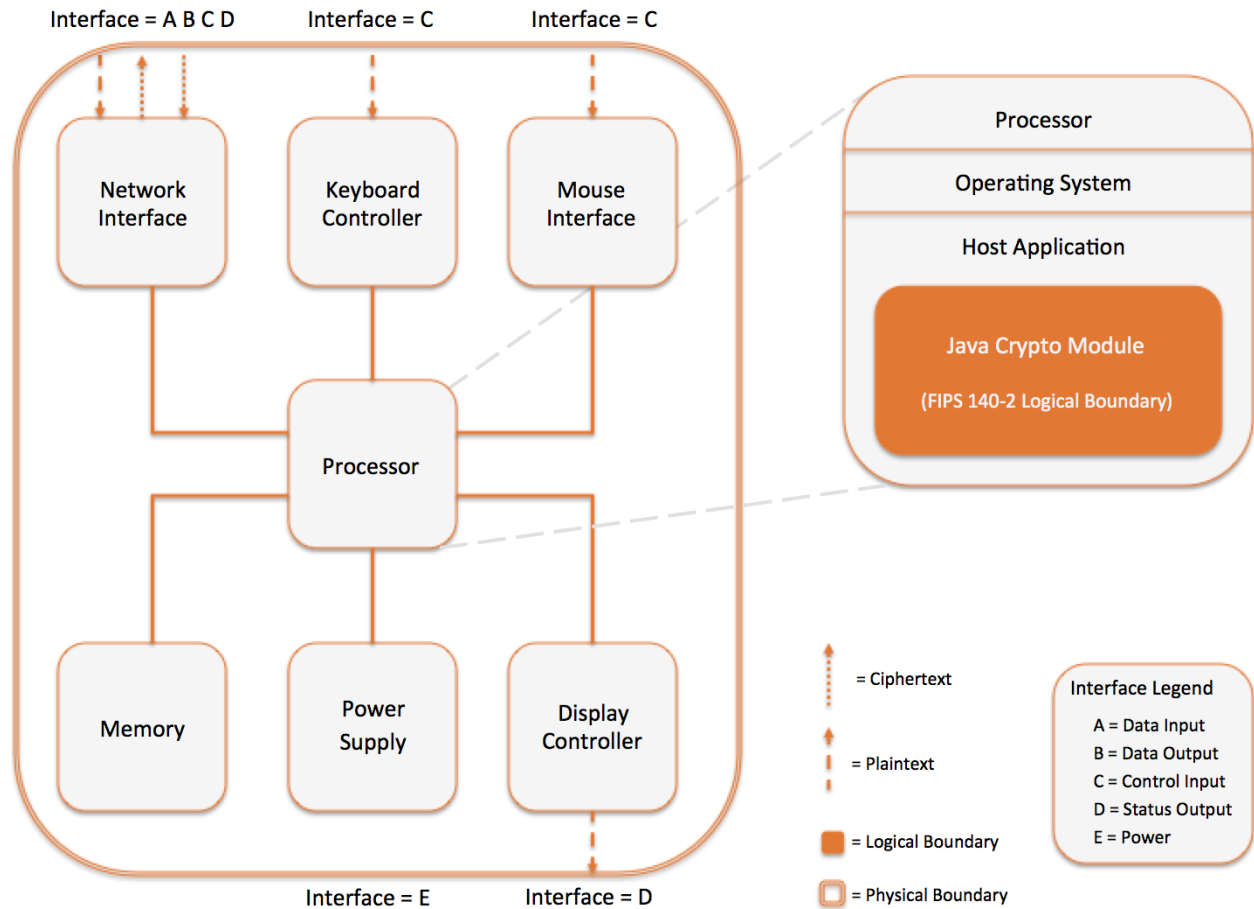 Interface = A B C D
Interface = C
Interface = C
Network
Interface
Keyboard
Controller
Mouse
Interface
Processor
Memory
Power
Supply
Display
Controller
Interface = E
Interface = D
Processor
Operating System
Host Application
Java Crypto Module
(FIPS 140-2 Logical Boundary)
= Ciphertext
= Plaintext
= Logical Boundary
= Physical Boundary
Interface Legend
A = Data Input
B = Data Output
C = Control Input
D = Status Output
E = Power